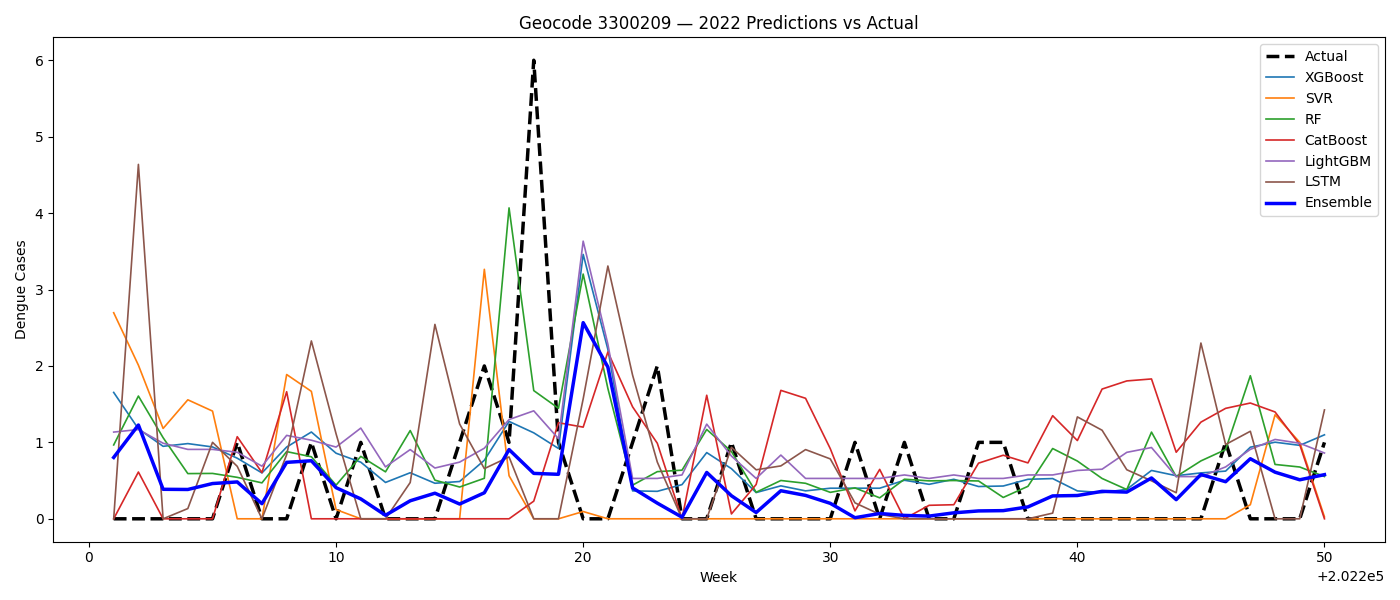 Geocode 3300209 — 2022 Predictions vs Actual
Dengue Cases
6
5
4
3
2
1
0
0 10 20 30 40 50
+2.022e5
Week
Actual
XGBoost
SVR
RF
CatBoost
LightGBM
LSTM
Ensemble